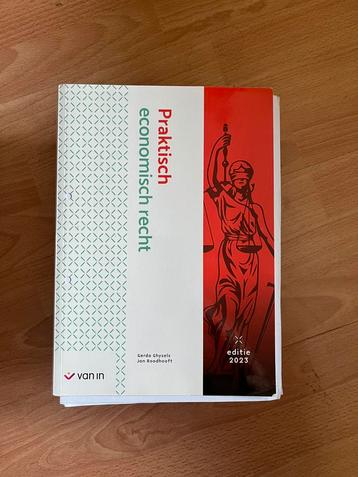 Praktisch
economisch recht
Gerda Ghysels
Jan Roodhooft
editie
2023
van in